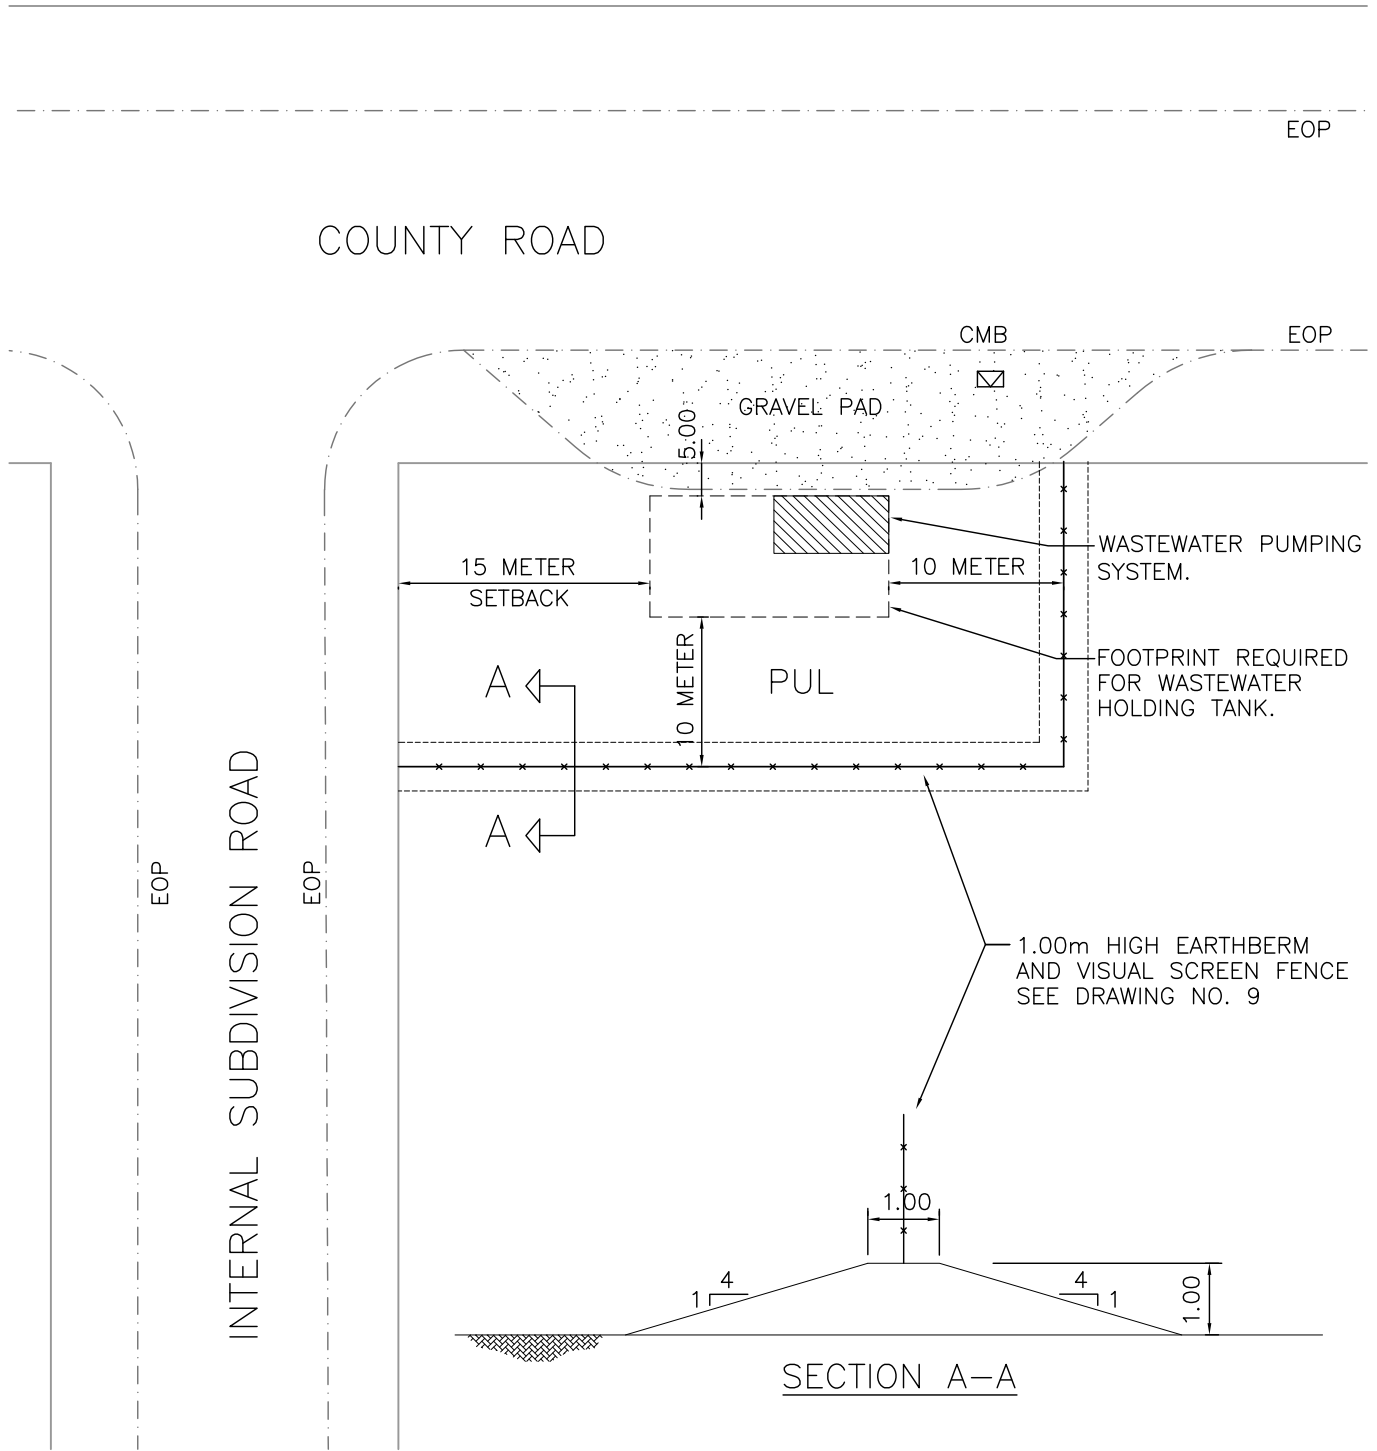 EOP
COUNTY ROAD
CMB
EOP
GRAVEL PAD
5.00
WASTEWATER PUMPING
SYSTEM.
15 METER
SETBACK
10 METER
10 METER
FOOTPRINT REQUIRED
FOR WASTEWATER
HOLDING TANK.
PUL
A
A
EOP
EOP
INTERNAL SUBDIVISION ROAD
1.00m HIGH EARTHBERM
AND VISUAL SCREEN FENCE
SEE DRAWING NO. 9
1.00
4
1
4
1
1.00
SECTION A-A